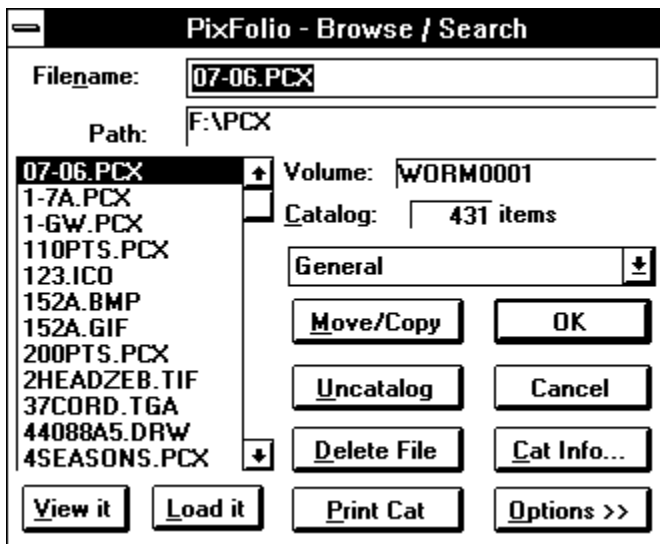 PixFolio - Browse / Search
Filename: 07-06.PCX
Path: F:\PCX
07-06.PCX
1-7A.PCX
1-GW.PCX
110PTS.PCX
123.ICO
152A.BMP
152A.GIF
200PTS.PCX
2HEADZEB.TIF
37CORD.TGA
44088A5.DRW
4SEASONS.PCX
Volume: WORM0001
Catalog: 431 items
General
Move/Copy OK
Uncatalog Cancel
Delete File Cat Info...
View it Load it Print Cat Options >>